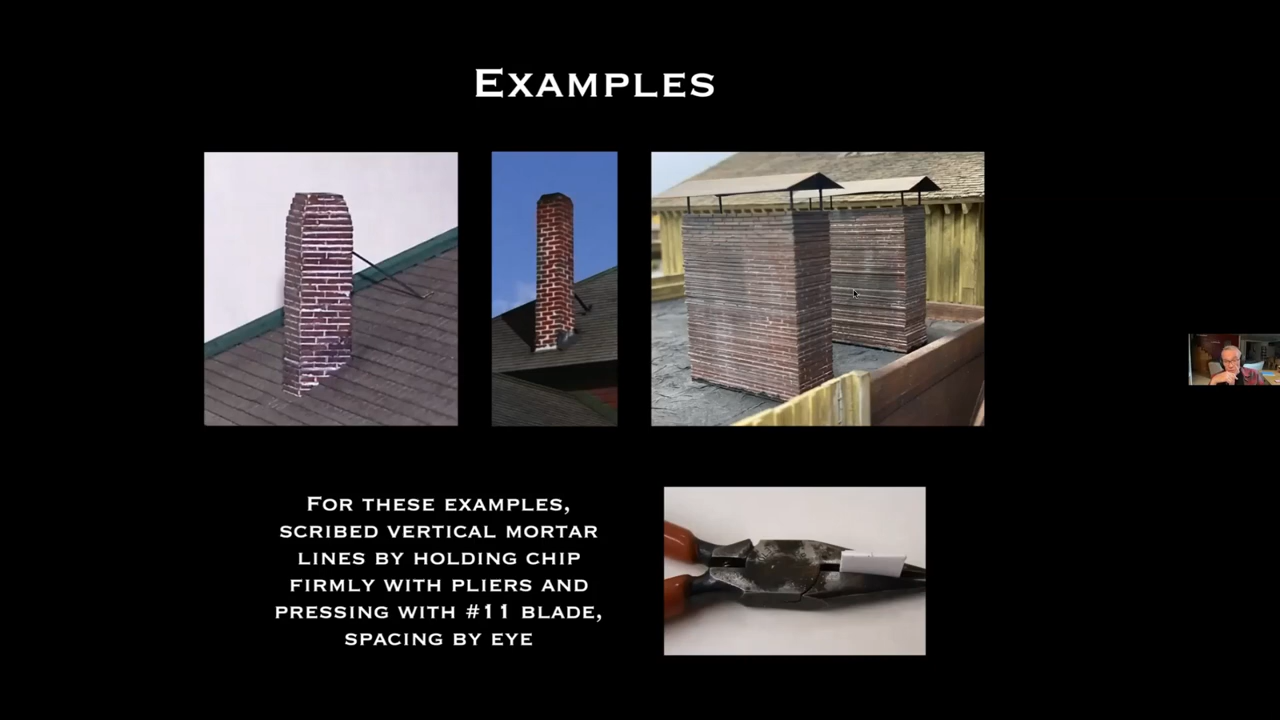 Examples
For these examples,
scribed vertical mortar
lines by holding chip
firmly with pliers and
pressing with #11 blade,
spacing by eye